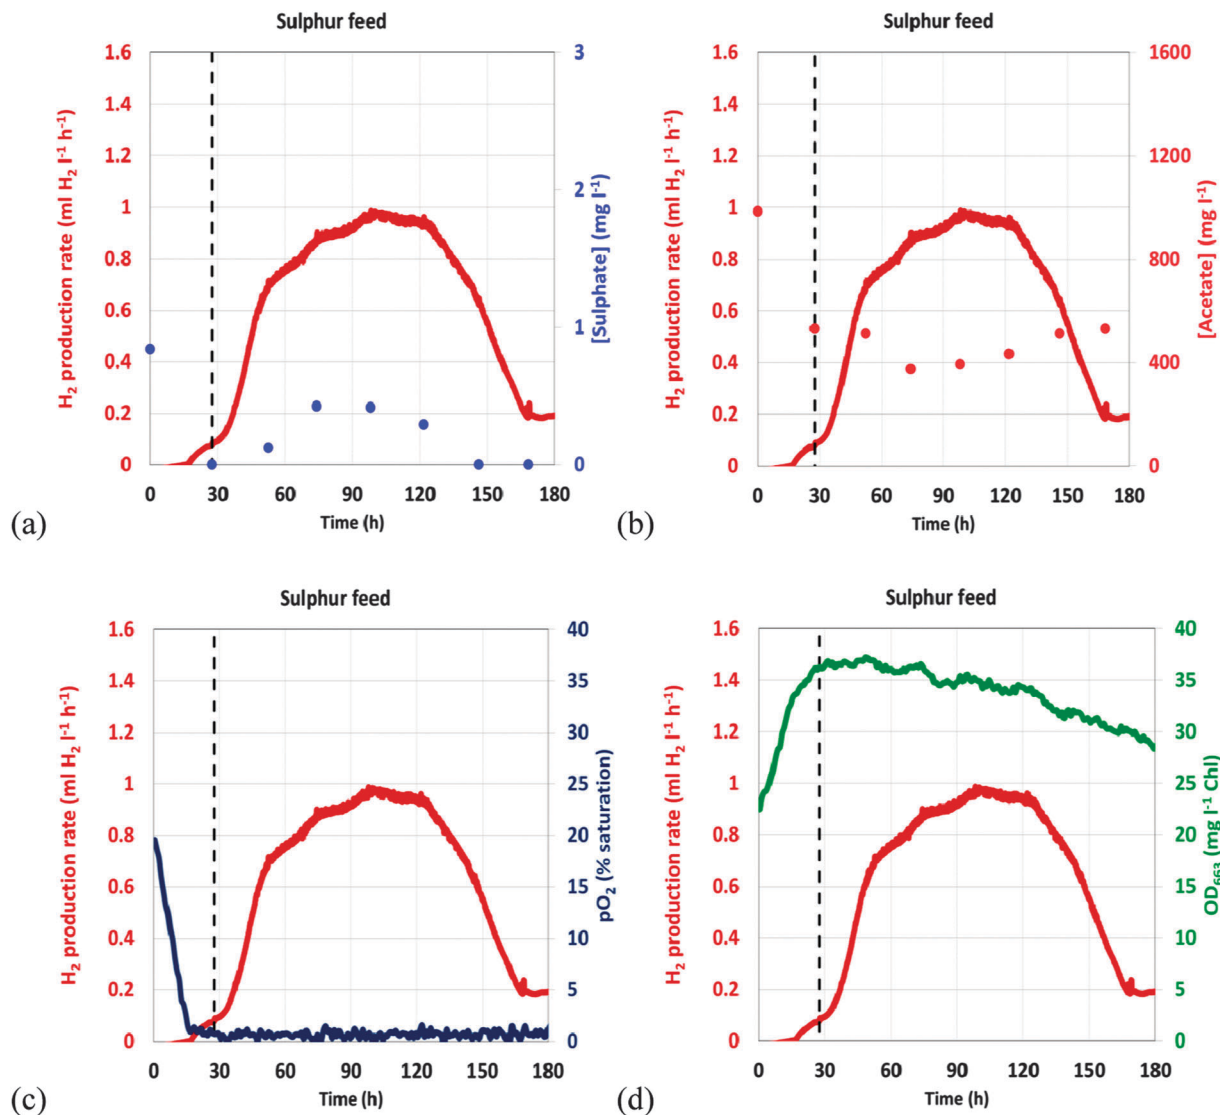 Sulphur feed
H₂ production rate (ml H₂ l⁻¹ h⁻¹)
1.6
1.4
1.2
1
0.8
0.6
0.4
0.2
0
3
2
1
0
[Sulphate] (mg l⁻¹)
0 30 60 90 120 150 180
Time (h)
(a)
Sulphur feed
H₂ production rate (ml H₂ l⁻¹ h⁻¹)
1.6
1.4
1.2
1
0.8
0.6
0.4
0.2
0
1600
1200
800
400
0
[Acetate] (mg l⁻¹)
0 30 60 90 120 150 180
Time (h)
(b)
Sulphur feed
H₂ production rate (ml H₂ l⁻¹ h⁻¹)
1.6
1.4
1.2
1
0.8
0.6
0.4
0.2
0
40
35
30
25
20
15
10
5
0
pO₂ (% saturation)
0 30 60 90 120 150 180
Time (h)
(c)
Sulphur feed
H₂ production rate (ml H₂ l⁻¹ h⁻¹)
1.6
1.4
1.2
1
0.8
0.6
0.4
0.2
0
40
35
30
25
20
15
10
5
0
OD₆₆₃ (mg l⁻¹ Chl)
0 30 60 90 120 150 180
Time (h)
(d)